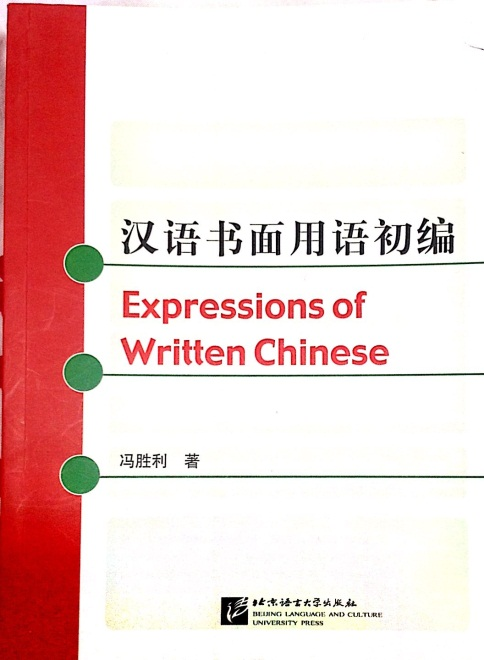 汉语书面用语初编
Expressions of
Written Chinese
冯胜利 著
语
北京语言大学出版社
BEIJING LANGUAGE AND CULTURE
UNIVERSITY PRESS